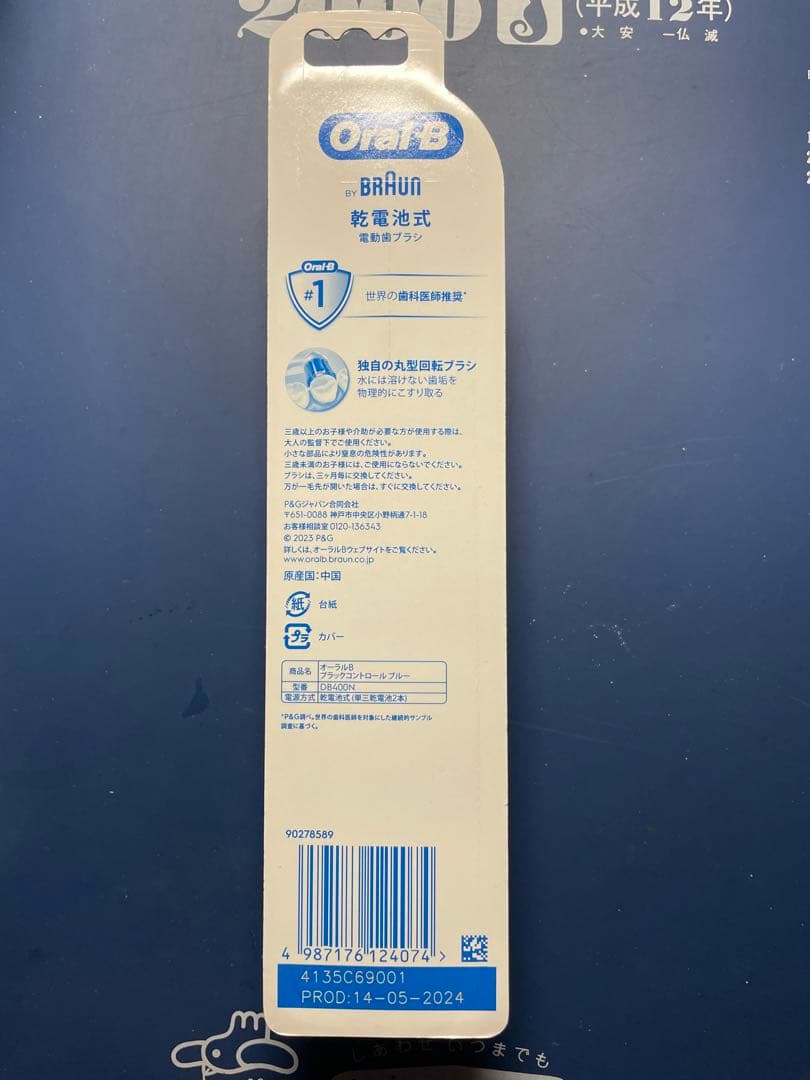 2000
(平成12年)
●大安 ー仏滅
Oral-B
BY BRAUN
乾電池式
電動歯ブラシ
Oral-B
#1
世界の歯科医師推奨*
独自の丸型回転ブラシ
水には溶けない歯垢を
物理的にこすり取る
三歳以上のお子様や介助が必要な方が使用する際は、
大人の監督下でご使用ください。
小さな部品により窒息の危険性があります。
三歳未満のお子様には、ご使用にならないでください。
ブラシは、三ヶ月毎に交換してください。
万が一毛先が開いた場合は、すぐに交換してください。
P&Gジャパン合同会社
〒651-0088 神戸市中央区小野柄通7-1-18
お客様相談室 0120-136343
© 2023 P&G
詳しくは、オーラルBウェブサイトをご覧ください。
www.oralb.braun.co.jp
原産国:中国
紙 台紙
プラ カバー
商品名 オーラルB
ブラックコントロール ブルー
型番 DB400N
電源方式 乾電池式(単三乾電池2本)
*P&G調べ。世界の歯科医師を対象にした継続的サンプル
調査に基づく。
90278589
4 987176 124074 >
4135C69001
PROD:14-05-2024
しあわせ いつまでも